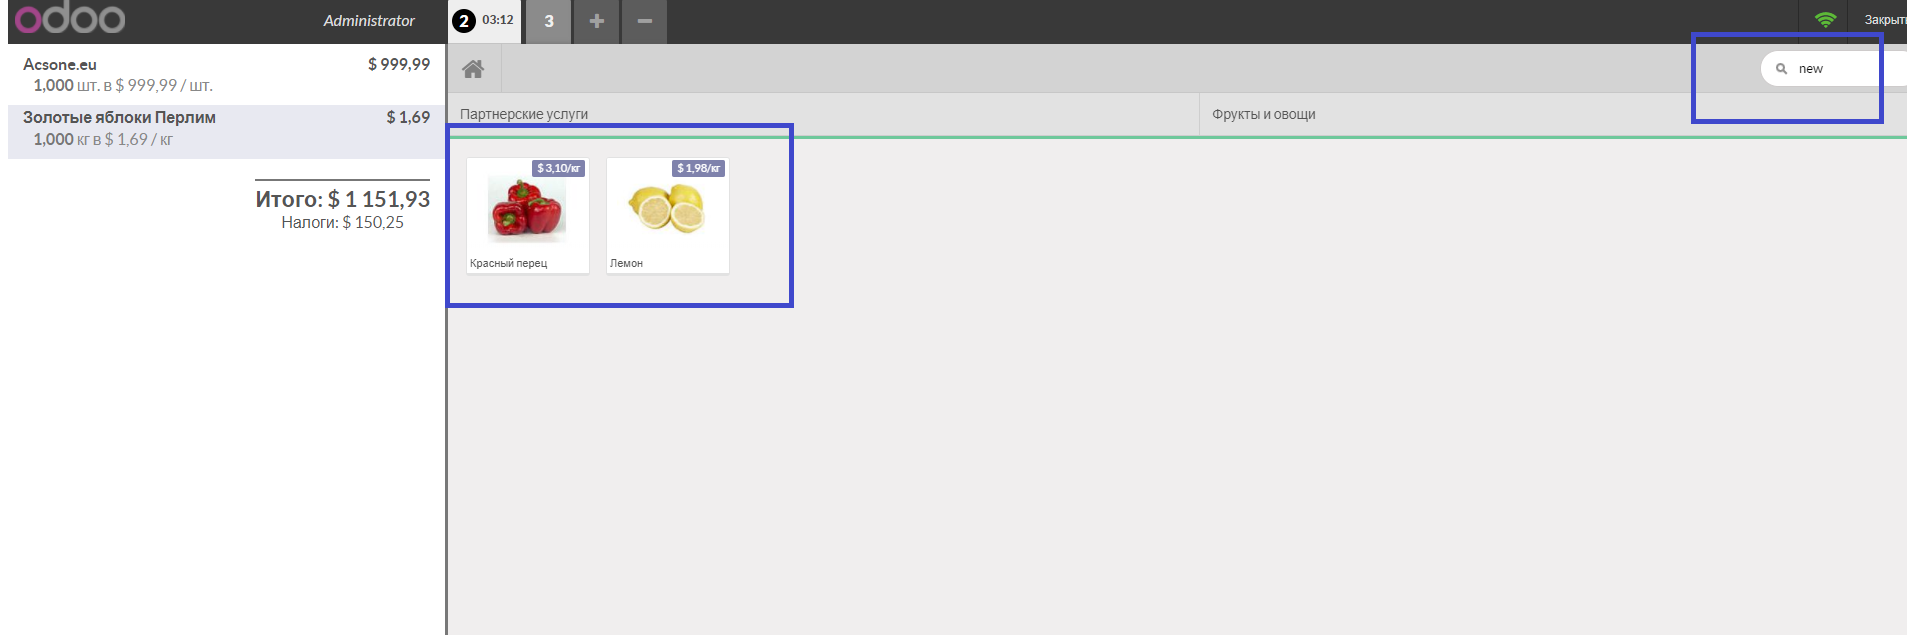 odoo
Administrator
2 03:12
3
Закрыть
Acsone.eu $ 999,99
1,000 шт. в $ 999,99 / шт.
Золотые яблоки Перлим $ 1,69
1,000 кг в $ 1,69 / кг
Итого: $ 1 151,93
Налоги: $ 150,25
new
Партнерские услуги
Фрукты и овощи
$ 3,10/кг
Красный перец
$ 1,98/кг
Лемон